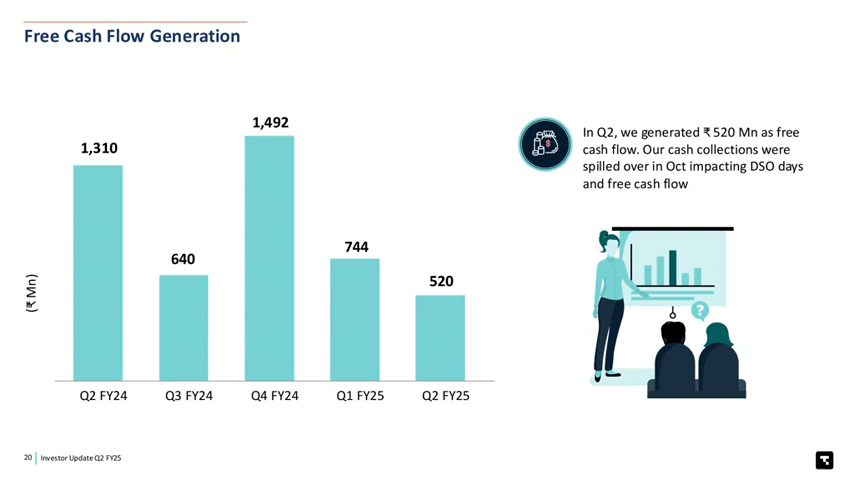 Free Cash Flow Generation
1,310
640
1,492
744
520
(₹ Mn)
Q2 FY24
Q3 FY24
Q4 FY24
Q1 FY25
Q2 FY25
In Q2, we generated ₹ 520 Mn as free
cash flow. Our cash collections were
spilled over in Oct impacting DSO days
and free cash flow
$
?
20
Investor Update Q2 FY25